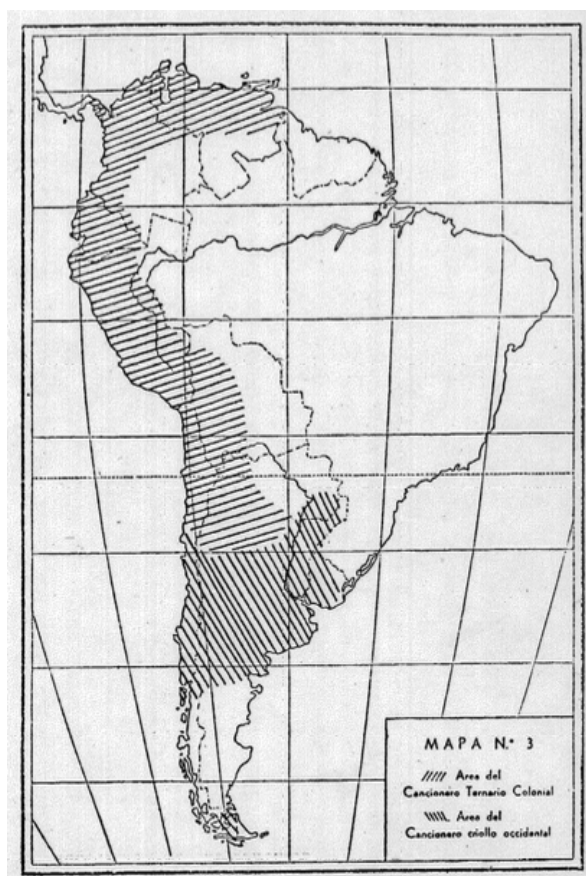 MAPA N.º 3
Area del
Cancionero Ternario Colonial
Area del
Cancionero criollo occidental